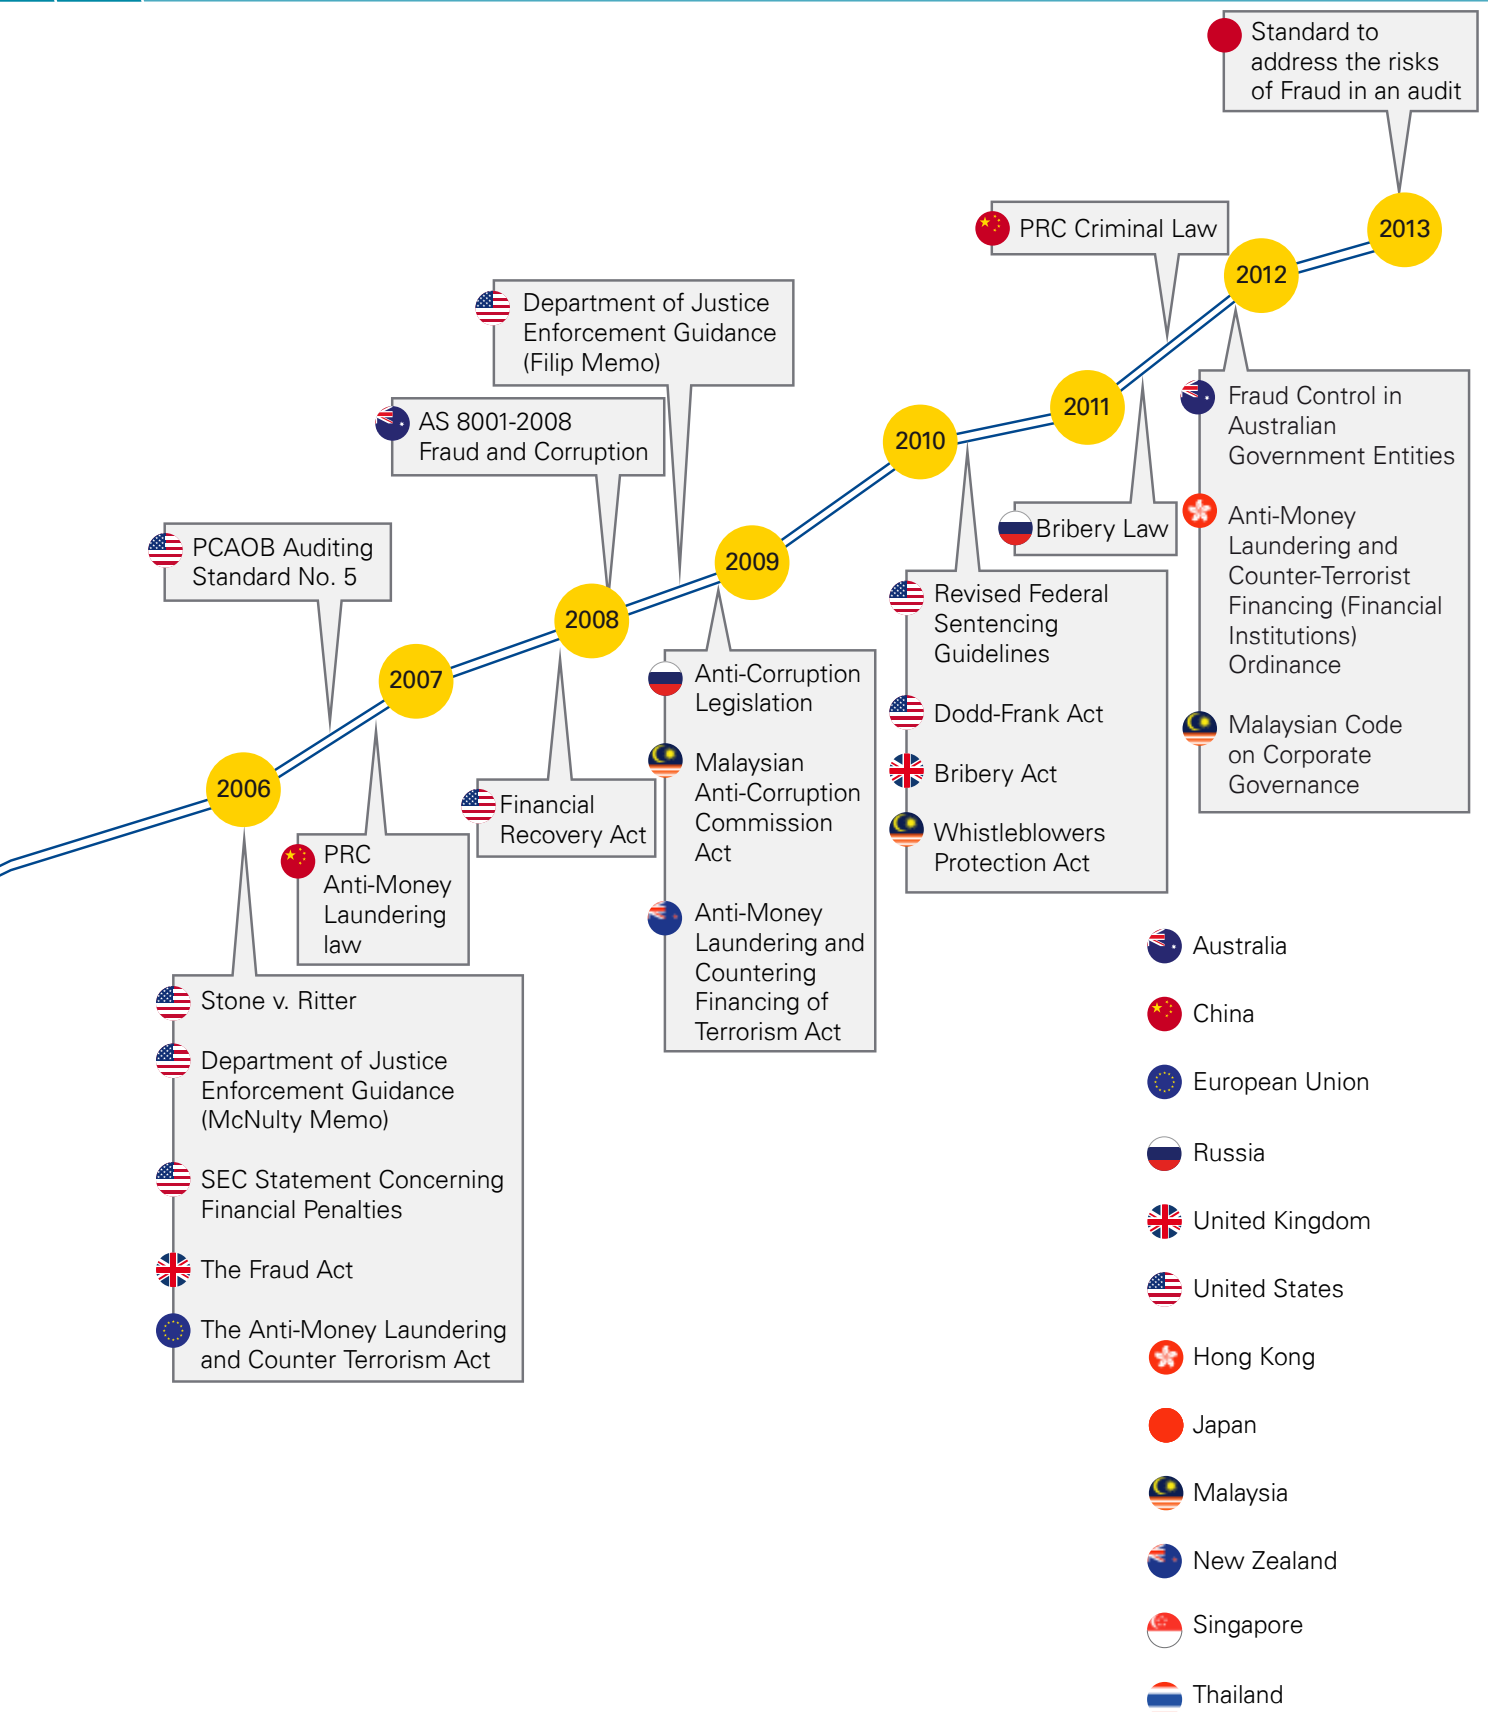 Standard to
address the risks
of Fraud in an audit
2013
PRC Criminal Law
2012
Department of Justice
Enforcement Guidance
(Filip Memo)
AS 8001-2008
Fraud and Corruption
2011
2010
Fraud Control in
Australian
Government Entities
Anti-Money
Laundering and
Counter-Terrorist
Financing (Financial
Institutions)
Ordinance
Malaysian Code
on Corporate
Governance
Bribery Law
PCAOB Auditing
Standard No. 5
2009
2008
2007
2006
Revised Federal
Sentencing
Guidelines
Dodd-Frank Act
Bribery Act
Whistleblowers
Protection Act
Anti-Corruption
Legislation
Malaysian
Anti-Corruption
Commission
Act
Anti-Money
Laundering and
Countering
Financing of
Terrorism Act
Financial
Recovery Act
PRC
Anti-Money
Laundering
law
Stone v. Ritter
Department of Justice
Enforcement Guidance
(McNulty Memo)
SEC Statement Concerning
Financial Penalties
The Fraud Act
The Anti-Money Laundering
and Counter Terrorism Act
Australia
China
European Union
Russia
United Kingdom
United States
Hong Kong
Japan
Malaysia
New Zealand
Singapore
Thailand